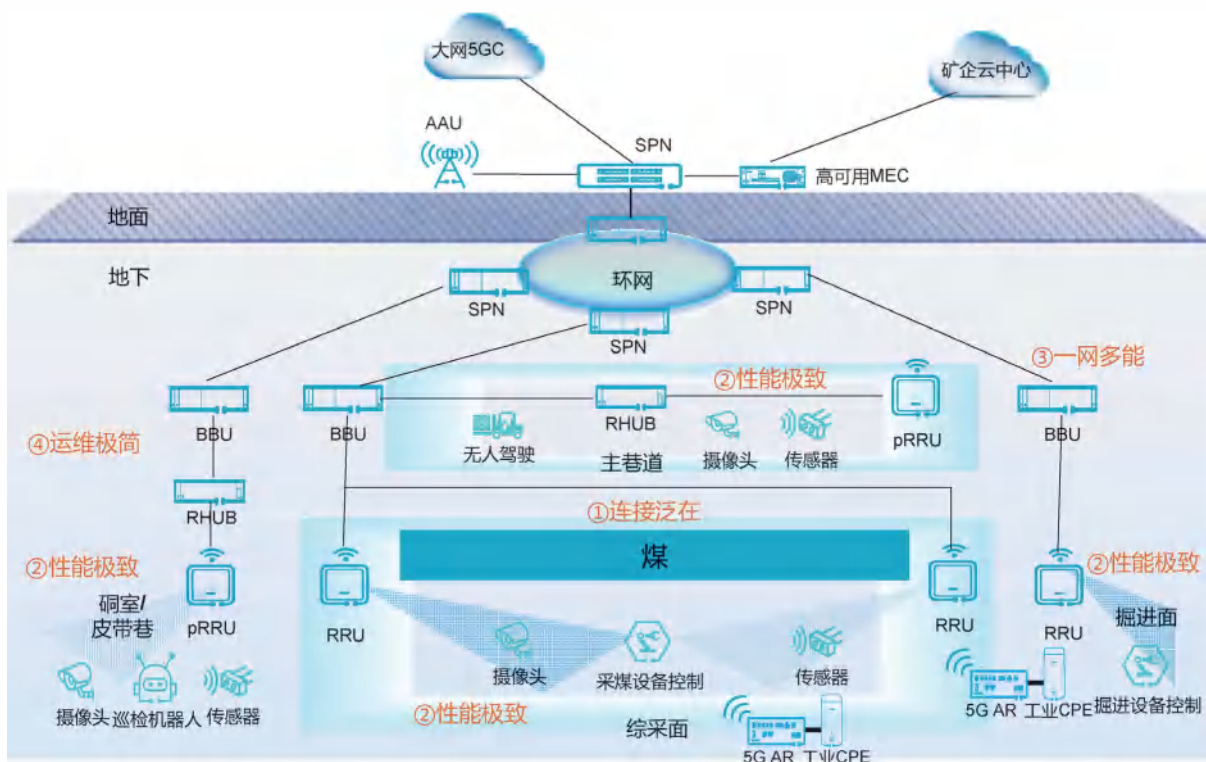 大网5GC
矿企云中心
AAU
SPN
高可用MEC
地面
地下
环网
SPN
SPN
SPN
③一网多能
②性能极致
BBU
BBU
RHUB
pRRU
BBU
④运维极简
无人驾驶
主巷道
摄像头
传感器
RHUB
①连接泛在
煤
②性能极致
②性能极致
硐室/
皮带巷
pRRU
RRU
RRU
RRU
掘进面
摄像头
采煤设备控制
传感器
摄像头
巡检机器人
传感器
②性能极致
综采面
5G AR
工业CPE
掘进设备控制
5G AR
工业CPE